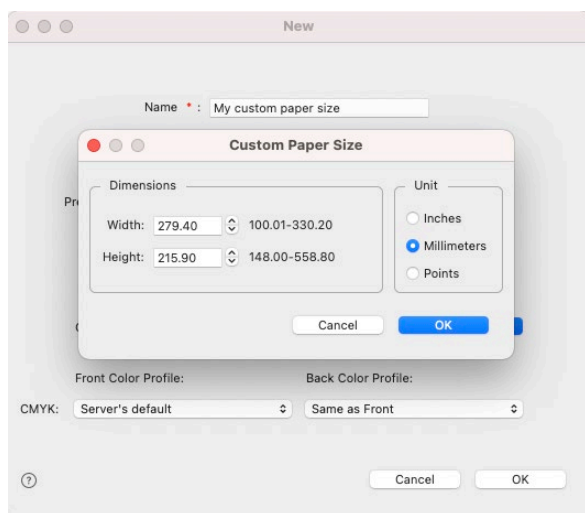 New
Name * : My custom paper size
Custom Paper Size
Dimensions
Unit
Width: 279.40 100.01-330.20
Height: 215.90 148.00-558.80
Inches
Millimeters
Points
Cancel OK
Front Color Profile: Back Color Profile:
CMYK: Server's default Same as Front
? Cancel OK